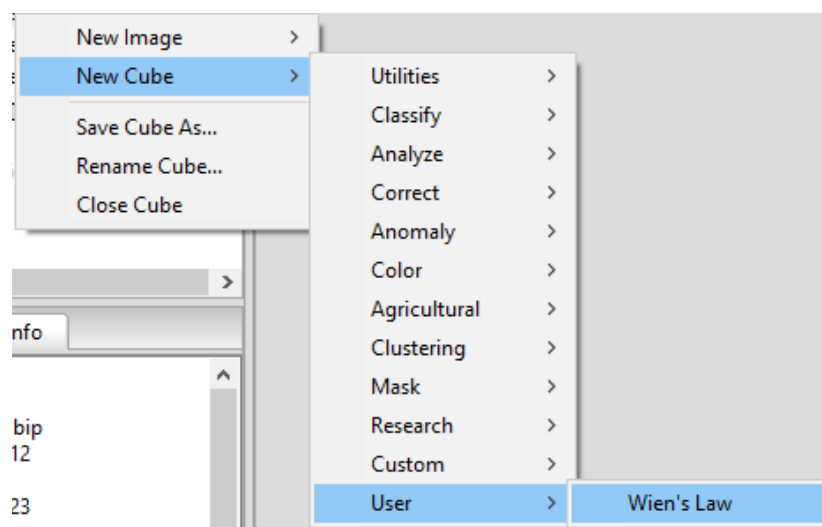 New Image >
New Cube >
Save Cube As...
Rename Cube...
Close Cube
Utilities >
Classify >
Analyze >
Correct >
Anomaly >
Color >
Agricultural >
Clustering >
Mask >
Research >
Custom >
User >
Wien's Law
nfo
bip
12
23